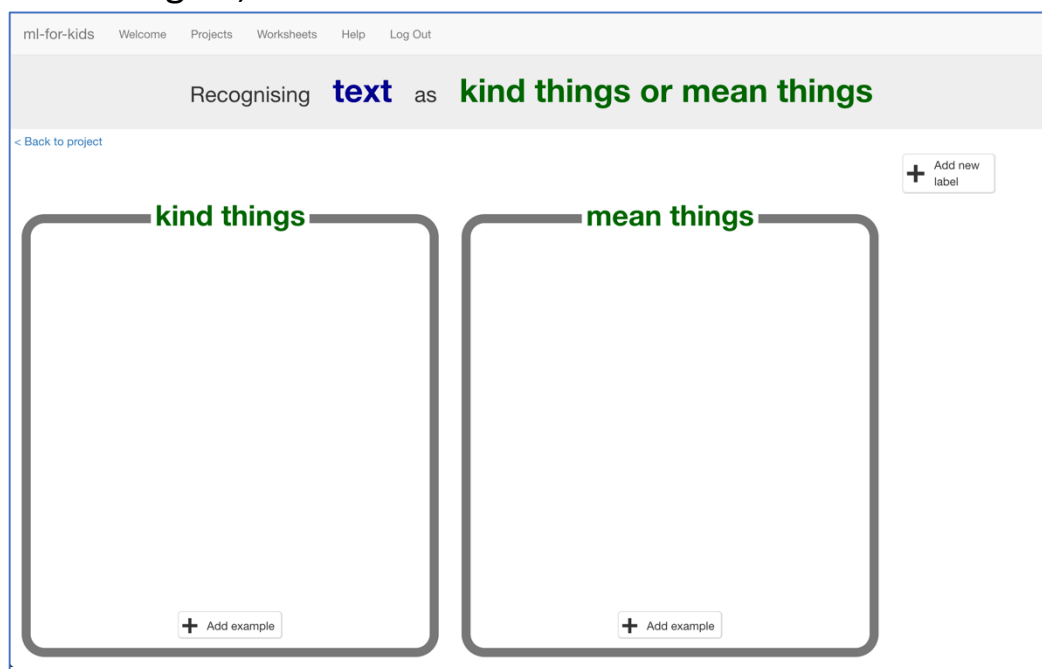 ml-for-kids Welcome Projects Worksheets Help Log Out
Recognising text as kind things or mean things
< Back to project
Add new
label
kind things mean things
Add example Add example